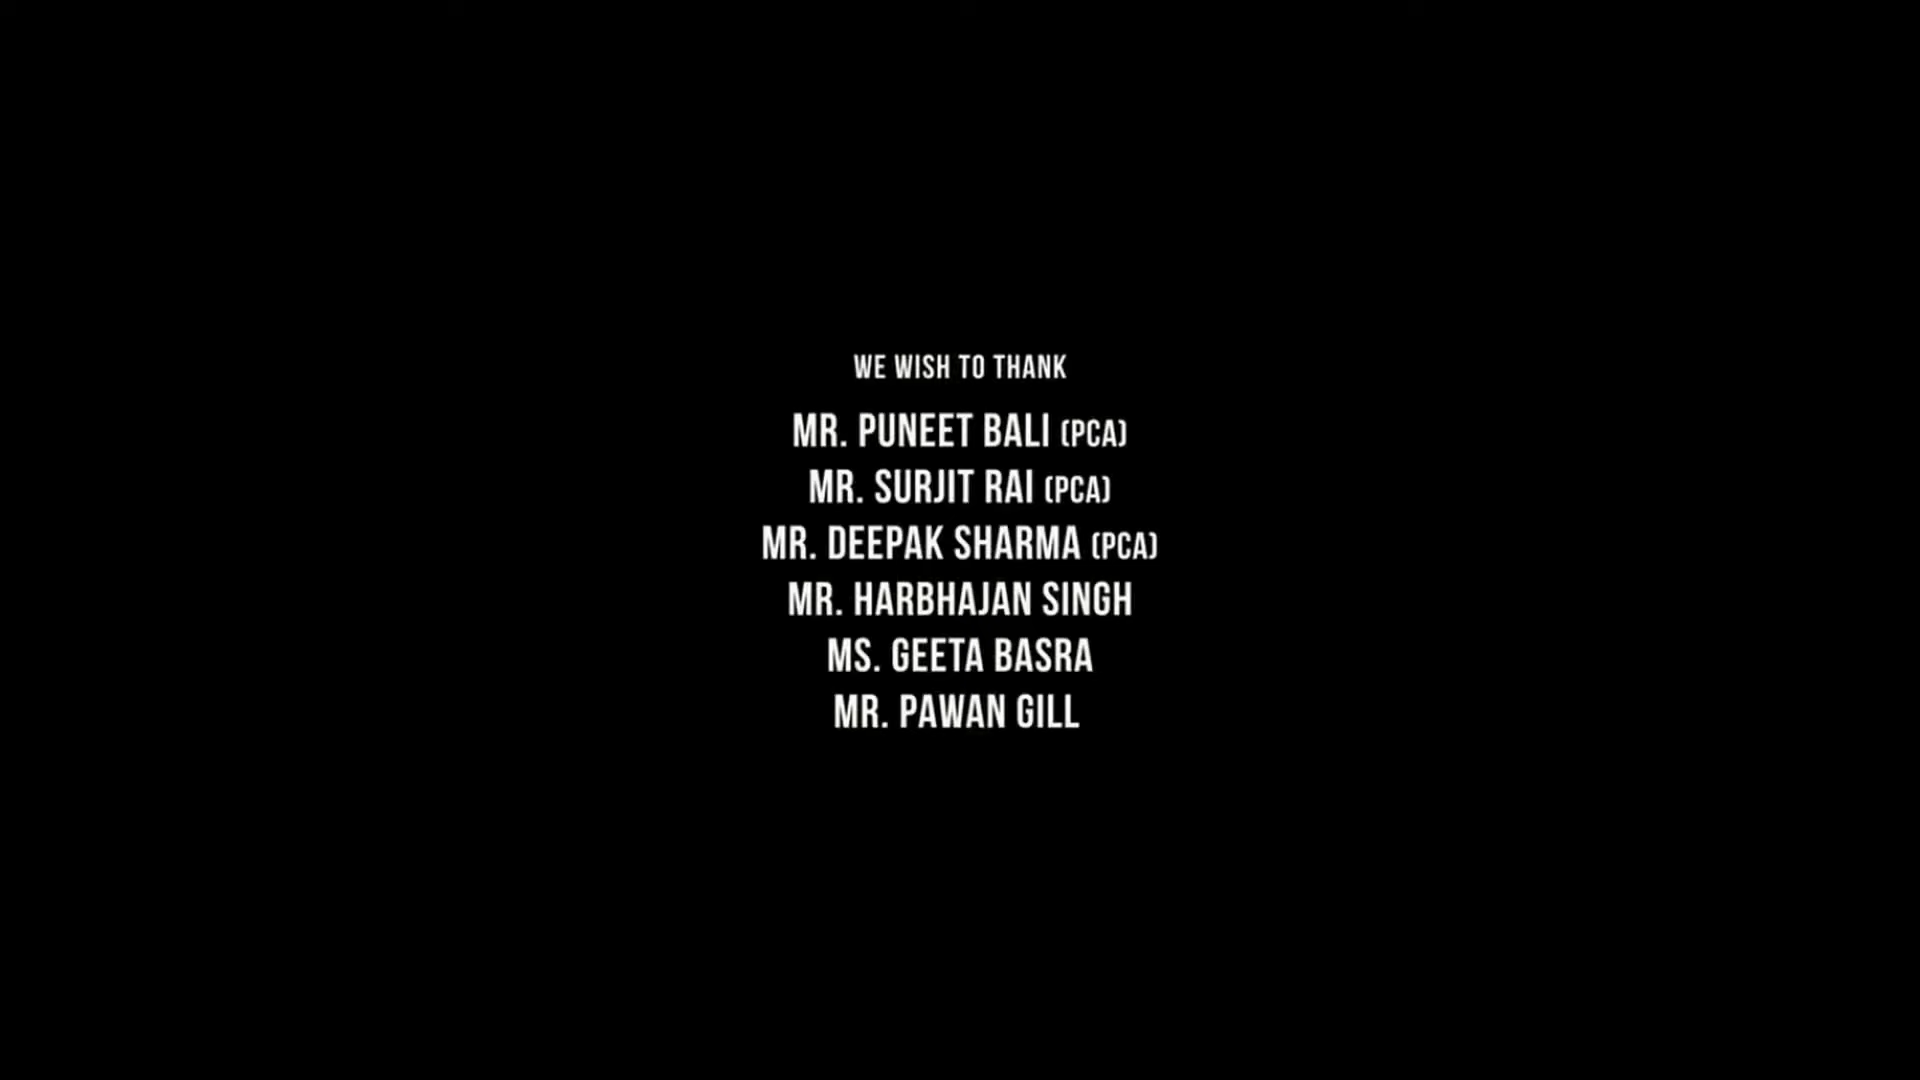 WE WISH TO THANK
MR. PUNEET BALI (PCA)
MR. SURJIT RAI (PCA)
MR. DEEPAK SHARMA (PCA)
MR. HARBHAJAN SINGH
MS. GEETA BASRA
MR. PAWAN GILL